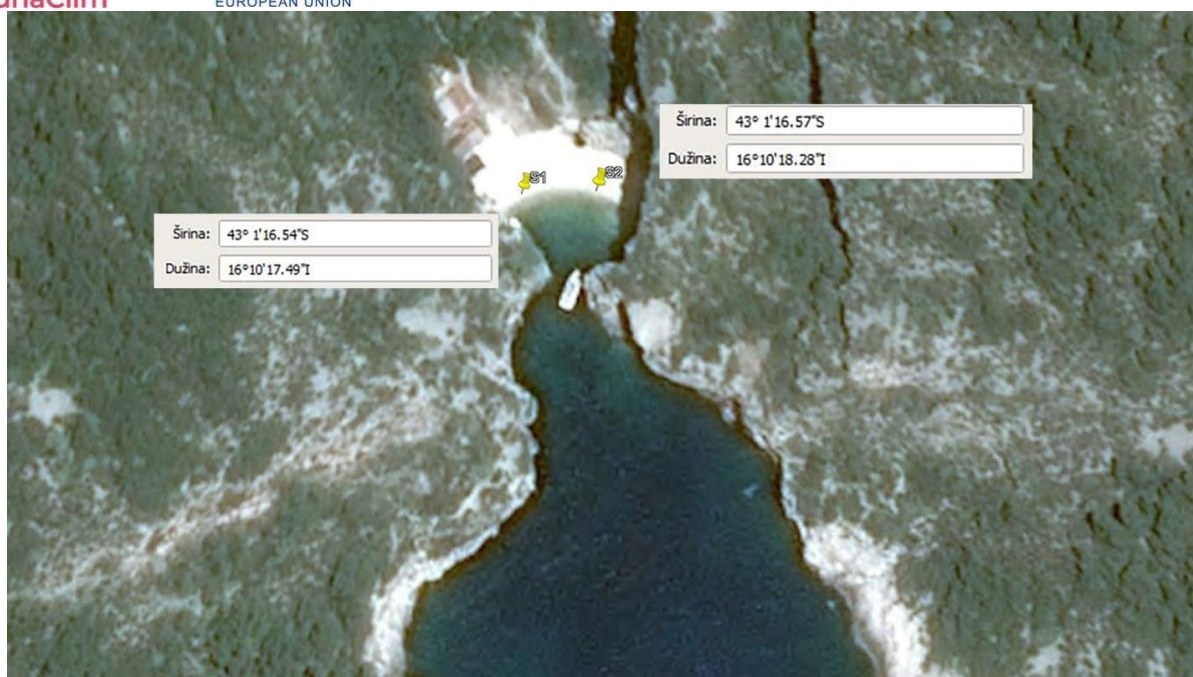 EUROPEAN UNION
Širina: 43° 1'16.57"S
Dužina: 16°10'18.28"I
S1
S2
Širina: 43° 1'16.54"S
Dužina: 16°10'17.49"I